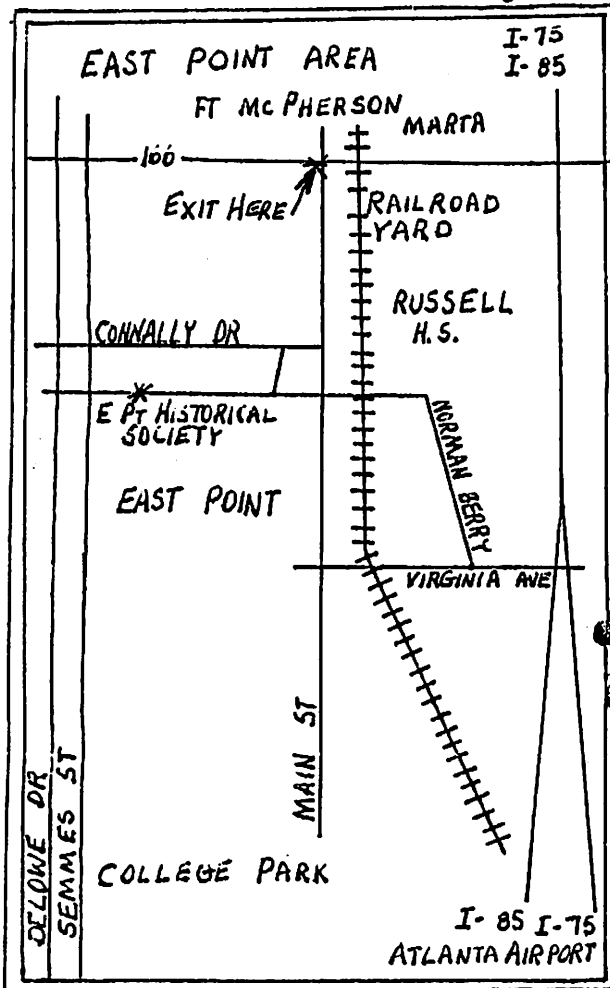 I-75
I-85
EAST POINT AREA
FT MC PHERSON
MARTA
100
EXIT HERE
RAILROAD
YARD
RUSSELL
H.S.
CONNALLY DR
E PT HISTORICAL
SOCIETY
NORMAN BERRY
EAST POINT
VIRGINIA AVE
MAIN ST
DELOWE DR
SEMMES ST
COLLEGE PARK
I-85 I-75
ATLANTA AIRPORT